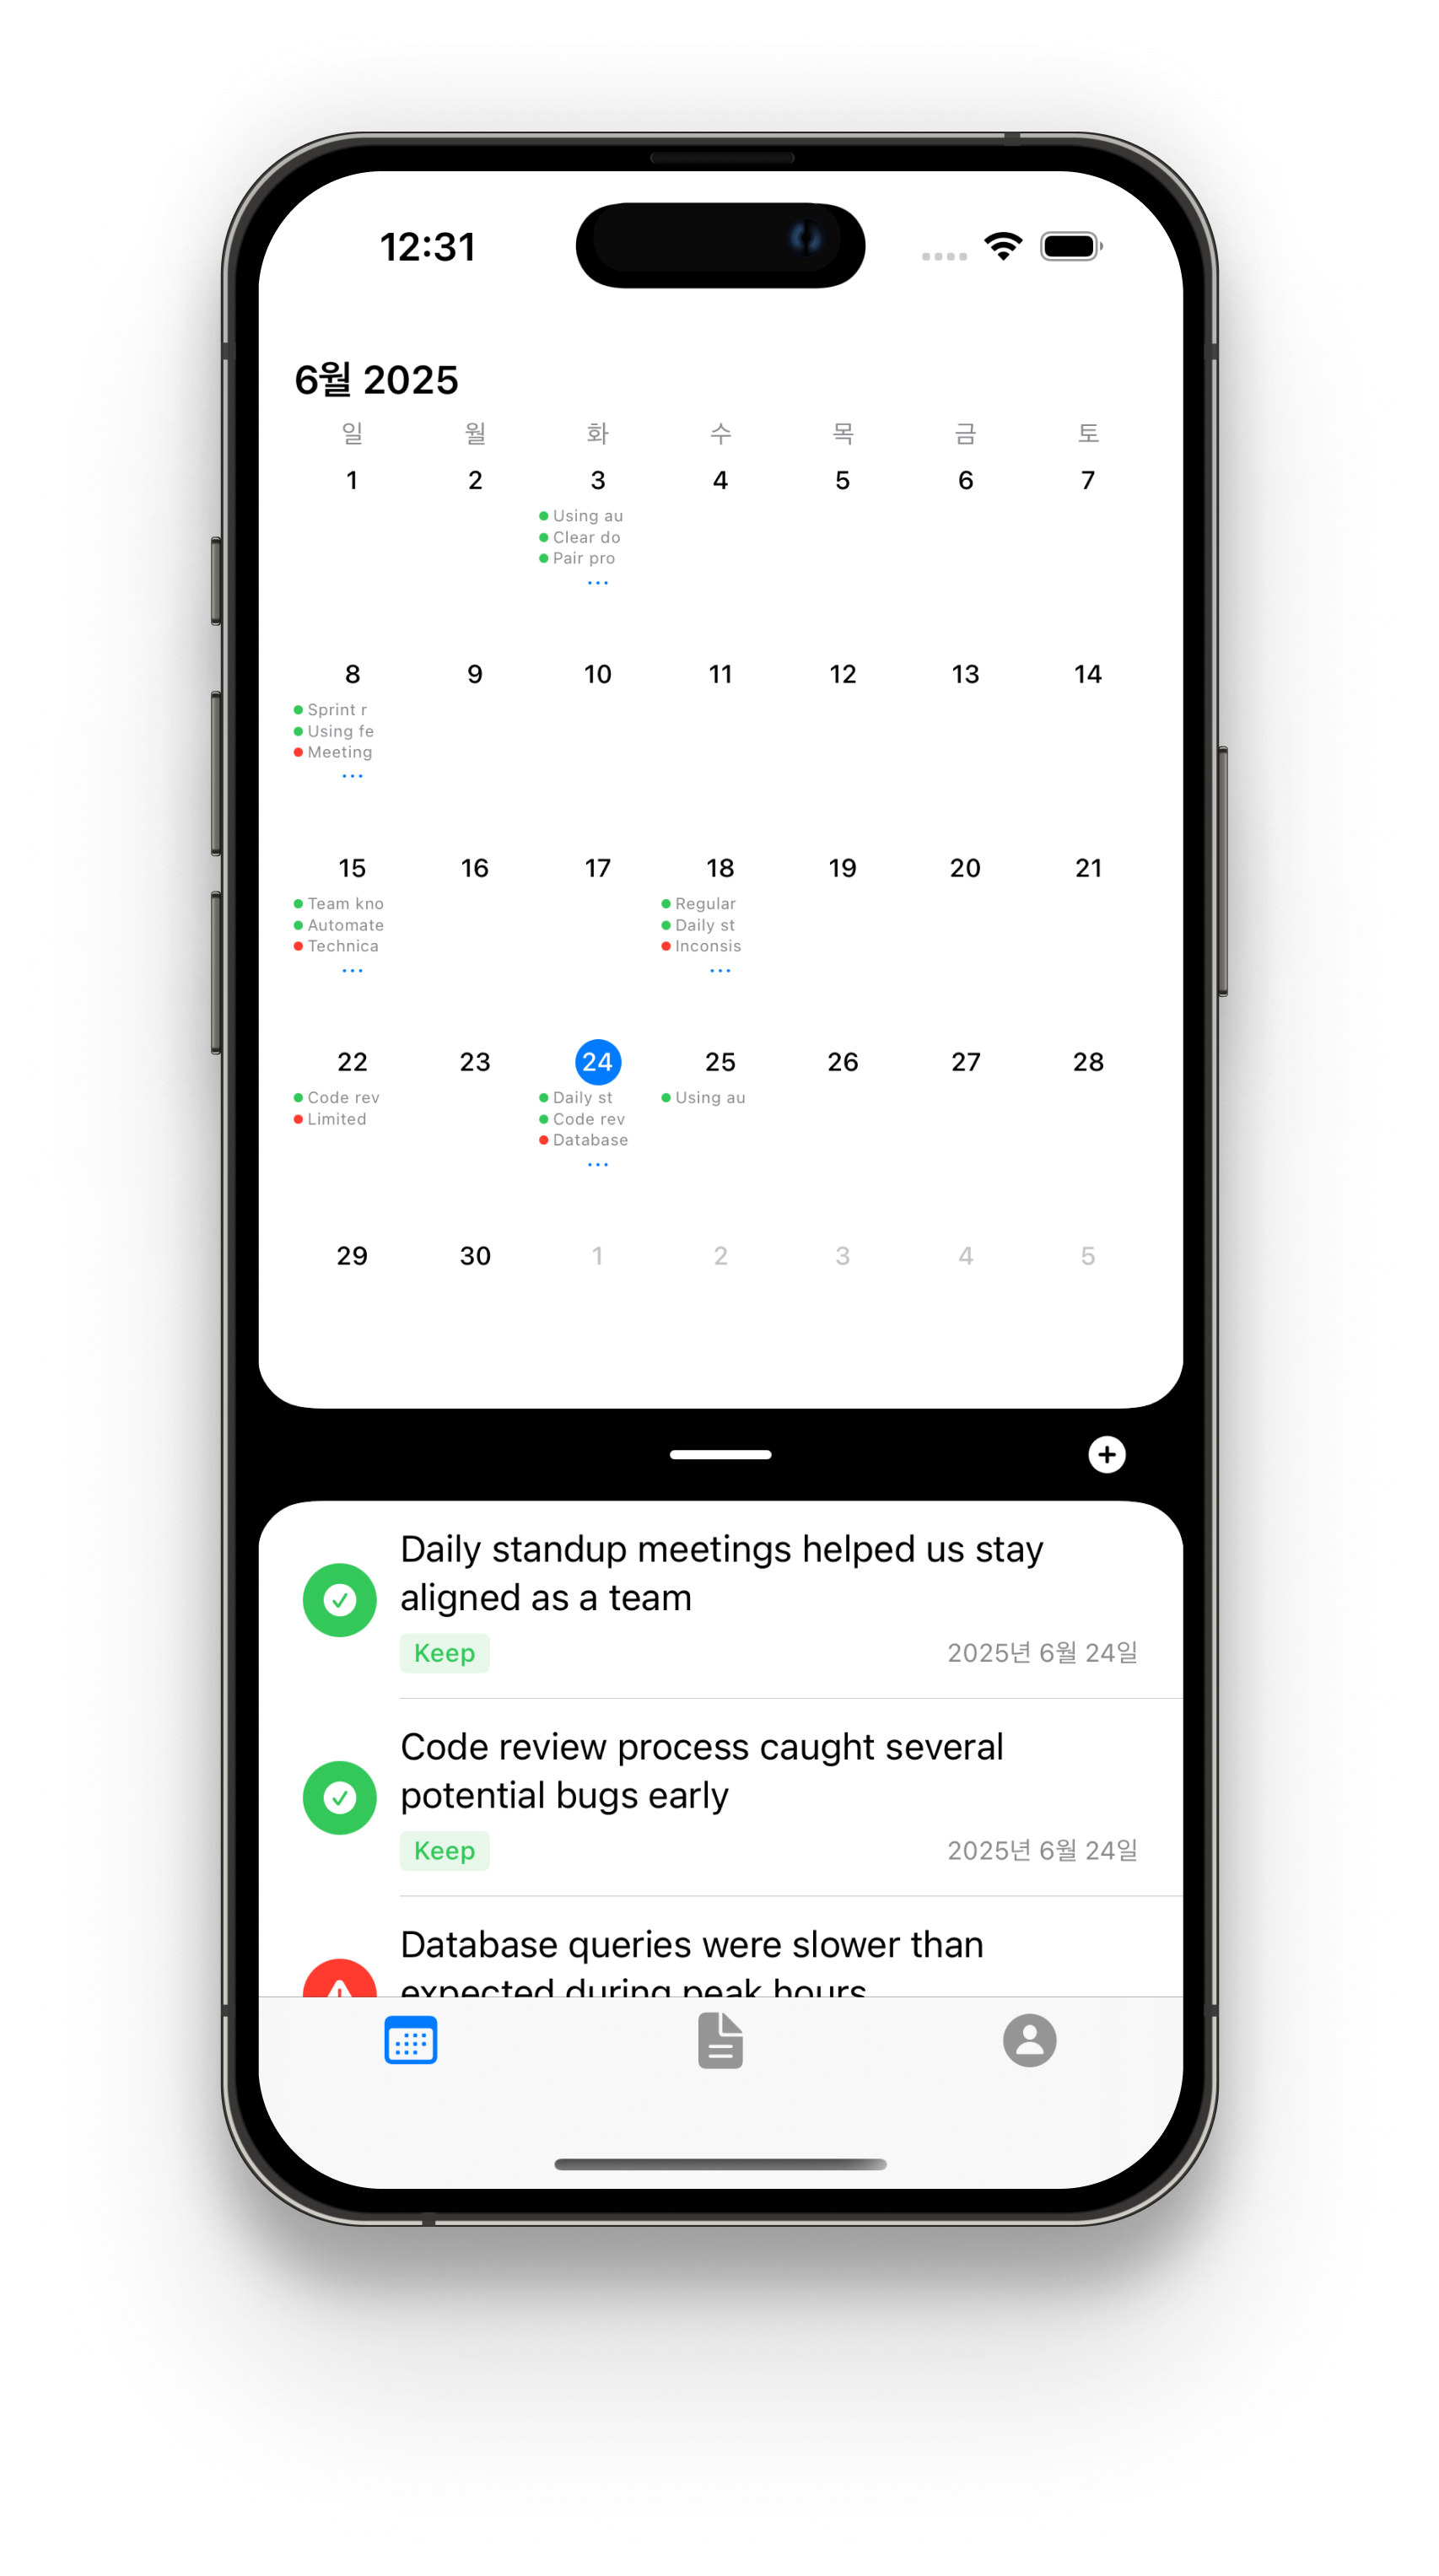 12:31
6월 2025
일 월 화 수 목 금 토
1 2 3 4 5 6 7
Using au
Clear do
Pair pro
...
8 9 10 11 12 13 14
Sprint r
Using fe
Meeting
...
15 16 17 18 19 20 21
Team kno Regular
Automate Daily st
Technica Inconsis
... ...
22 23 24 25 26 27 28
Code rev Daily st Using au
Limited Code rev
Database
...
29 30 1 2 3 4 5
Daily standup meetings helped us stay
aligned as a team
Keep 2025년 6월 24일
Code review process caught several
potential bugs early
Keep 2025년 6월 24일
Database queries were slower than
expected during peak hours